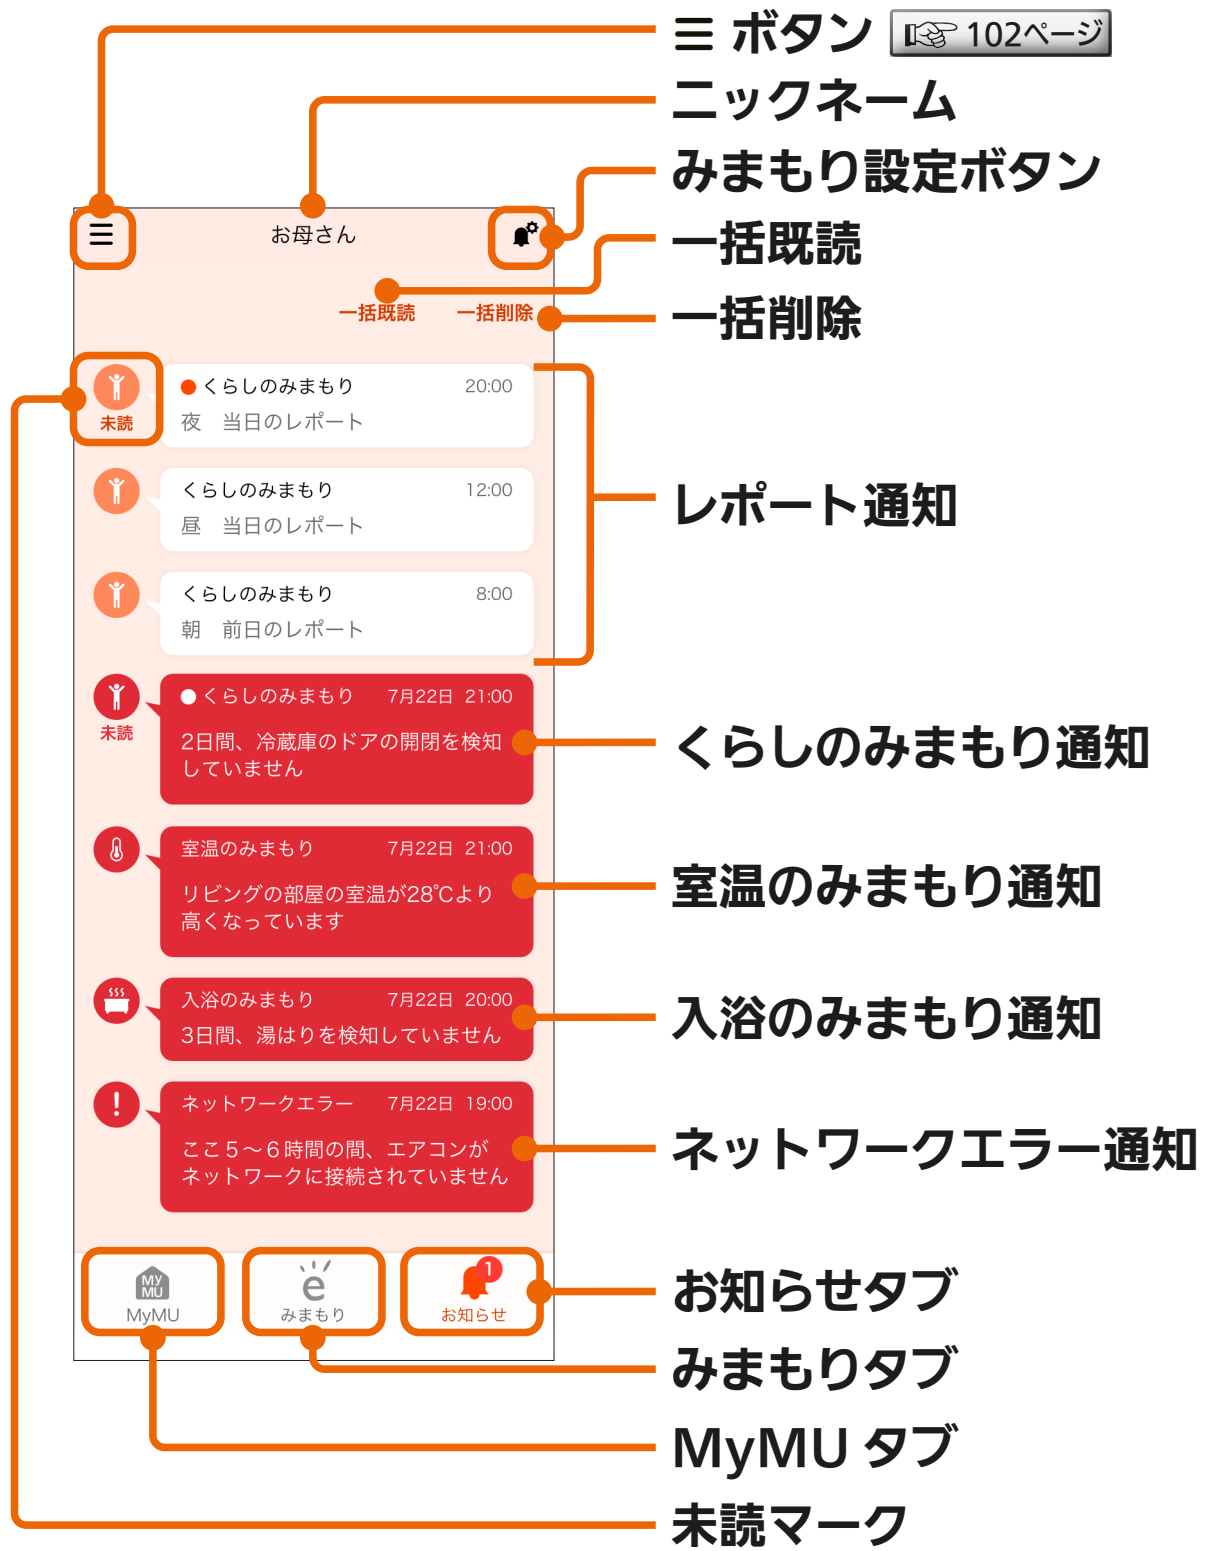 ボタン 102ページ
ニックネーム
みまもり設定ボタン
一括既読
一括削除
お母さん
一括既読 一括削除
未読
くらしのみまもり 20:00
夜 当日のレポート
くらしのみまもり 12:00
昼 当日のレポート
くらしのみまもり 8:00
朝 前日のレポート
レポート通知
未読
くらしのみまもり 7月22日 21:00
2日間、冷蔵庫のドアの開閉を検知
していません
くらしのみまもり通知
室温のみまもり 7月22日 21:00
リビングの部屋の室温が28℃より
高くなっています
室温のみまもり通知
入浴のみまもり 7月22日 20:00
3日間、湯はりを検知していません
入浴のみまもり通知
ネットワークエラー 7月22日 19:00
ここ５～６時間の間、エアコンが
ネットワークに接続されていません
ネットワークエラー通知
My
MU
MyMU
e
みまもり
1
お知らせ
お知らせタブ
みまもりタブ
MyMU タブ
未読マーク